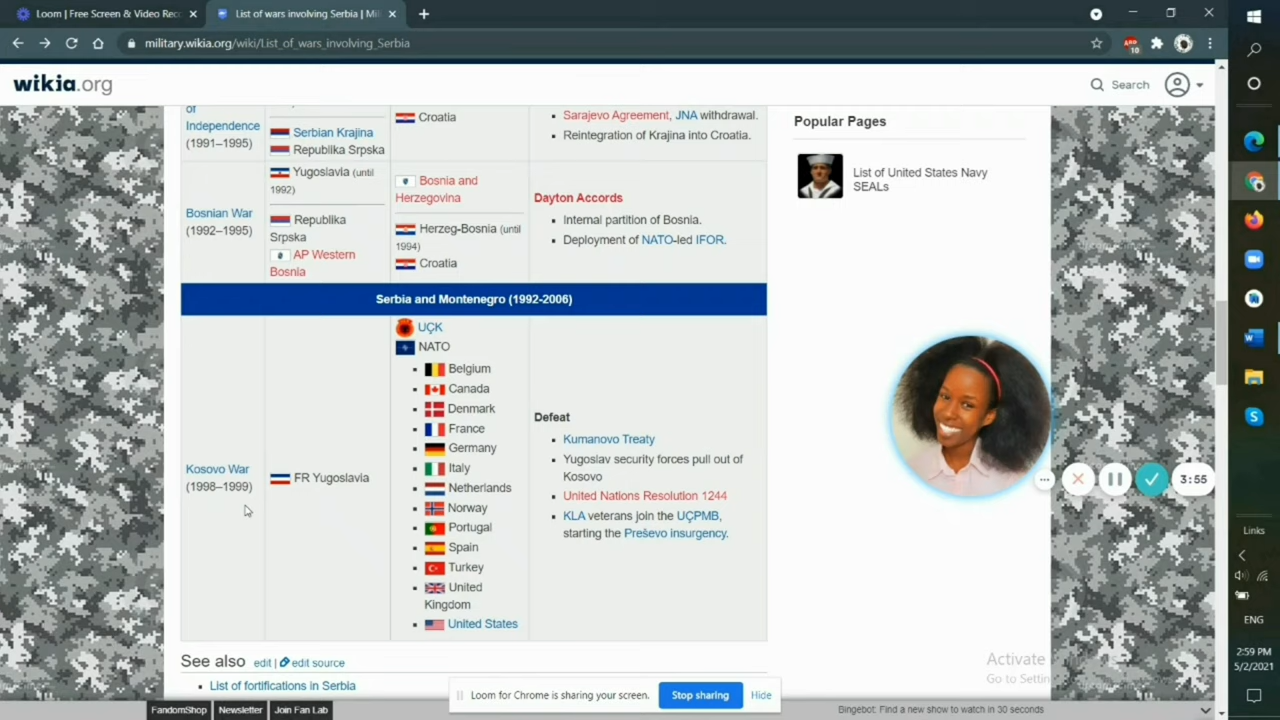 Loom | Free Screen & Video Rec
List of wars involving Serbia | Mil
military.wikia.org/wiki/List_of_wars_involving_Serbia
10
wikia.org
Search
of
Independence
(1991–1995)
Serbian Krajina
Republika Srpska
Croatia
Sarajevo Agreement, JNA withdrawal.
Reintegration of Krajina into Croatia.
Bosnian War
(1992–1995)
Yugoslavia (until
1992)
Republika
Srpska
AP Western
Bosnia
Bosnia and
Herzegovina
Herzeg-Bosnia (until
1994)
Croatia
Dayton Accords
Internal partition of Bosnia.
Deployment of NATO-led IFOR.
Serbia and Montenegro (1992-2006)
Kosovo War
(1998–1999)
FR Yugoslavia
UÇK
NATO
Belgium
Canada
Denmark
France
Germany
Italy
Netherlands
Norway
Portugal
Spain
Turkey
United
Kingdom
United States
Defeat
Kumanovo Treaty
Yugoslav security forces pull out of
Kosovo
United Nations Resolution 1244
KLA veterans join the UÇPMB,
starting the Preševo insurgency.
See also edit | edit source
List of fortifications in Serbia
Popular Pages
List of United States Navy
SEALs
3:55
Activate
Go to Settin
Loom for Chrome is sharing your screen.
Stop sharing
Hide
FandomShop
Newsletter
Join Fan Lab
Bingebot: Find a new show to watch in 30 seconds
Links
ENG
2:59 PM
5/2/2021